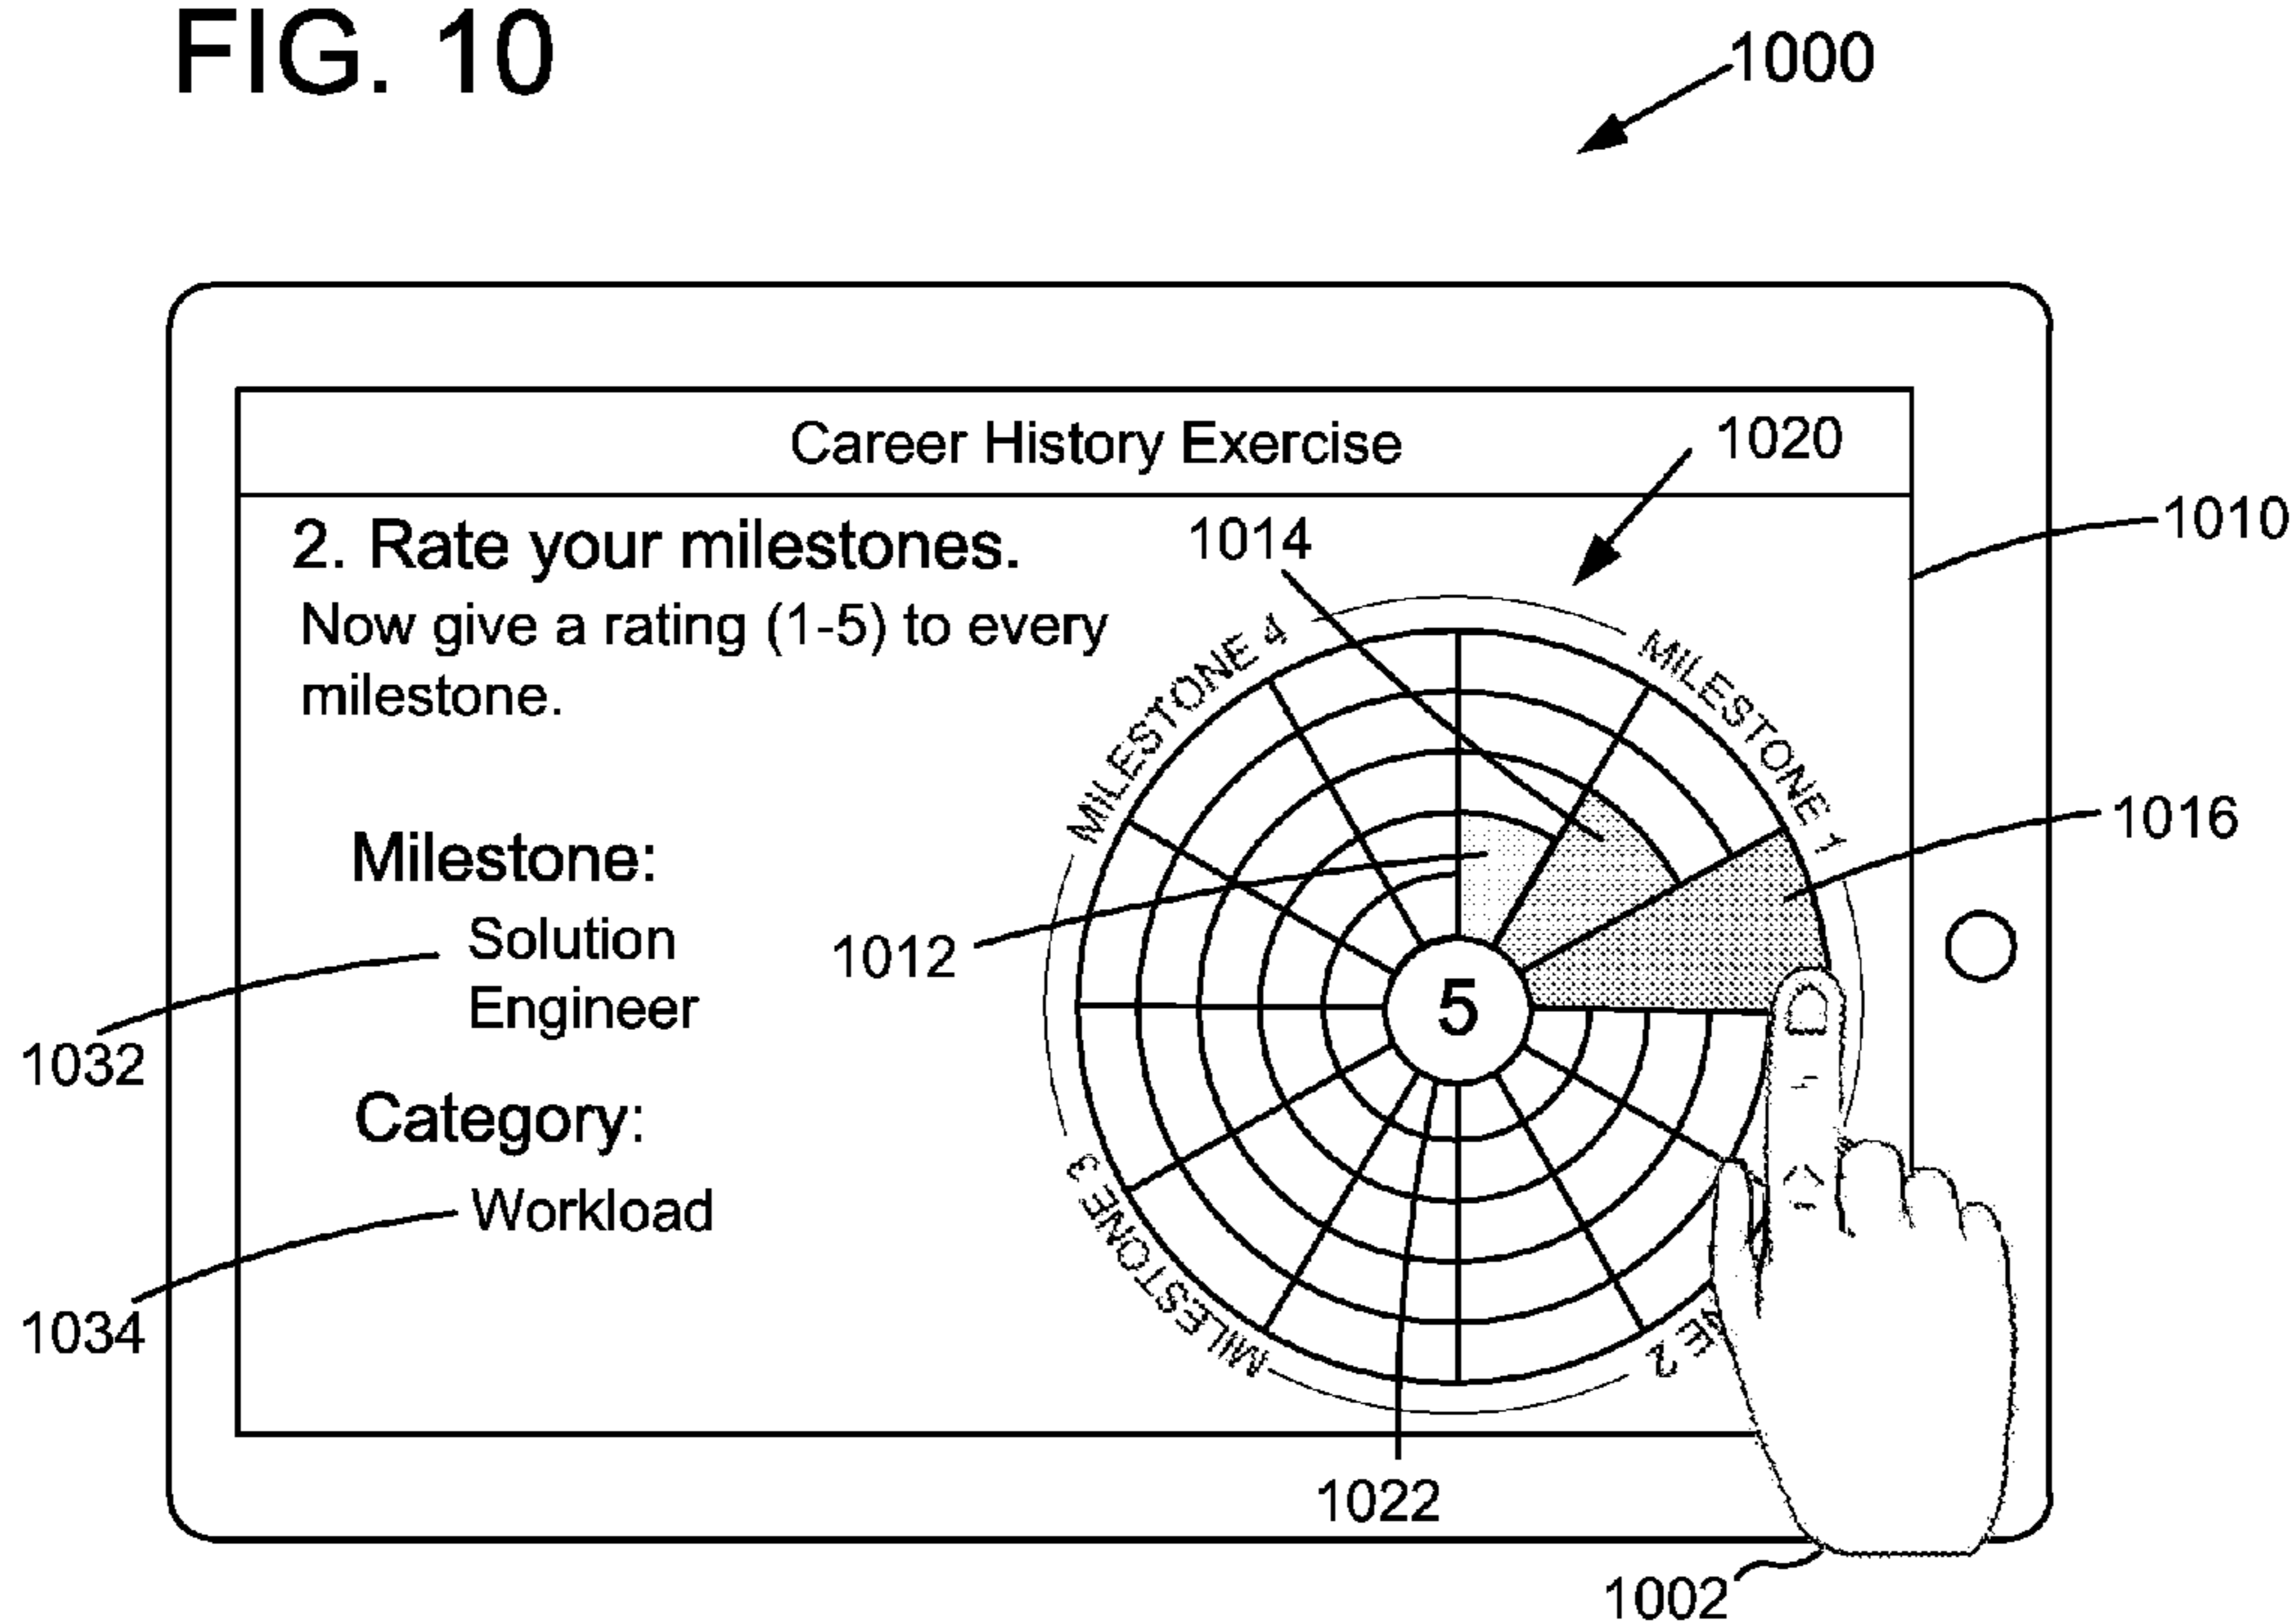 FIG. 10
1000
Career History Exercise
1020
1010
2. Rate your milestones.
1014
Now give a rating (1-5) to every
milestone.
MILESTONE 4
MILESTONE 1
1016
Milestone:
Solution
Engineer
1012
5
1032
Category:
Workload
MILESTONE 3
E 2
1034
1022
1002